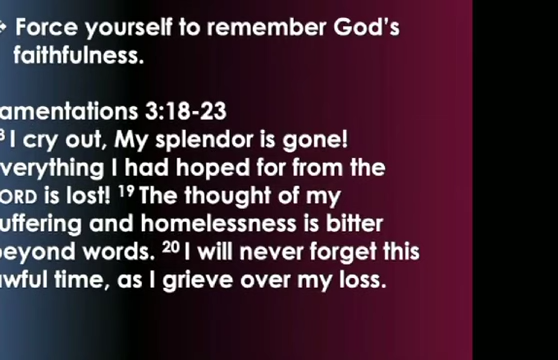 Force yourself to remember God's
faithfulness.
amentations 3:18-23
I cry out, My splendor is gone!
verything I had hoped for from the
ORD is lost! 19 The thought of my
uffering and homelessness is bitter
beyond words. 20 I will never forget this
awful time, as I grieve over my loss.